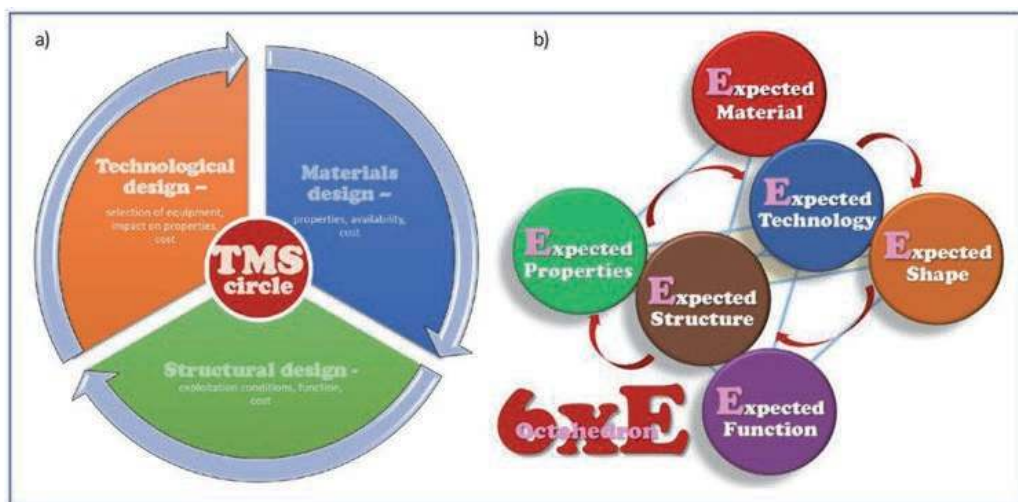 a)
Technological
design –
selection of equipment,
impact on properties,
cost
Materials
design –
properties, availability,
cost
TMS
circle
Structural design -
exploitation conditions, function,
cost
b)
Expected
Material
Expected
Technology
Expected
Properties
Expected
Shape
Expected
Structure
Expected
Function
6xE
Octahedron